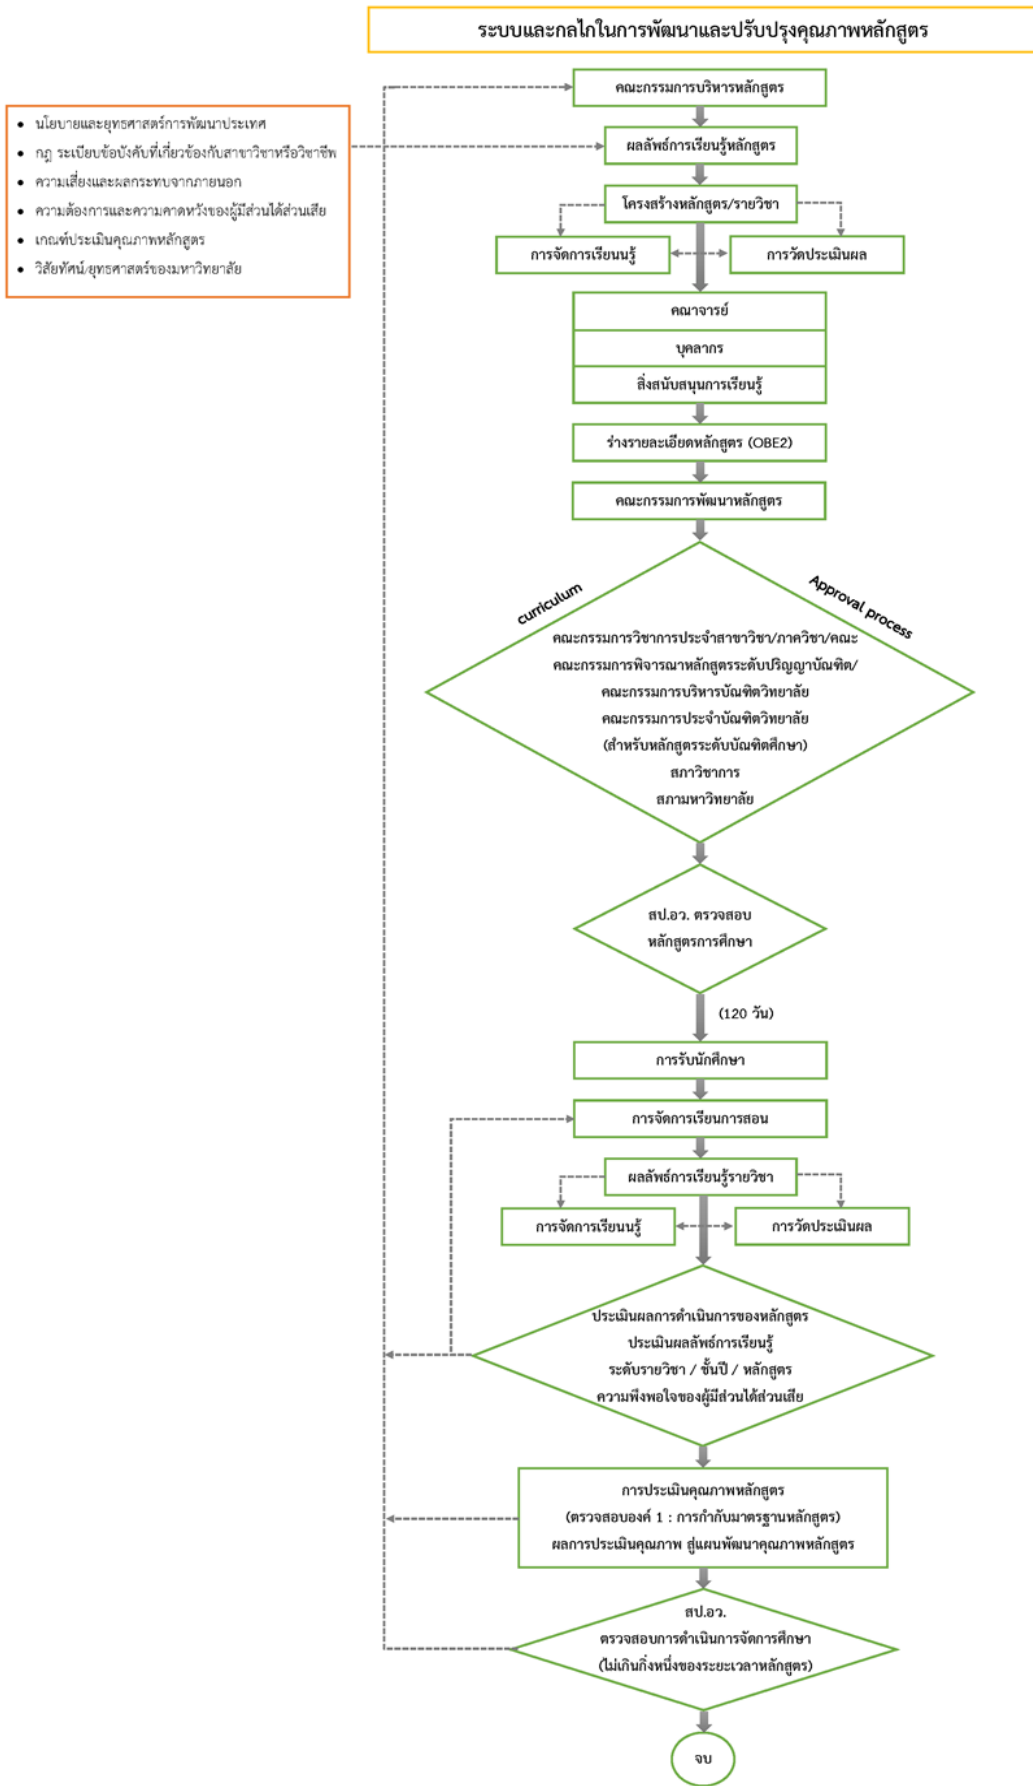 ระบบและกลไกในการพัฒนาและปรับปรุงคุณภาพหลักสูตร
คณะกรรมการบริหารหลักสูตร
• นโยบายและยุทธศาสตร์การพัฒนาประเทศ
• กฎ ระเบียบข้อบังคับที่เกี่ยวข้องกับสาขาวิชาหรือวิชาชีพ
• ความเสี่ยงและผลกระทบจากภายนอก
• ความต้องการและความคาดหวังของผู้มีส่วนได้ส่วนเสีย
• เกณฑ์ประเมินคุณภาพหลักสูตร
• วิสัยทัศน์/ยุทธศาสตร์ของมหาวิทยาลัย
ผลลัพธ์การเรียนรู้หลักสูตร
โครงสร้างหลักสูตร/รายวิชา
การจัดการเรียนนรู้
การวัดประเมินผล
คณาจารย์
บุคลากร
สิ่งสนับสนุนการเรียนรู้
ร่างรายละเอียดหลักสูตร (OBE2)
คณะกรรมการพัฒนาหลักสูตร
curriculum
Approval process
คณะกรรมการวิชาการประจำสาขาวิชา/ภาควิชา/คณะ
คณะกรรมการพิจารณาหลักสูตรระดับปริญญาบัณฑิต/
คณะกรรมการบริหารบัณฑิตวิทยาลัย
คณะกรรมการประจำบัณฑิตวิทยาลัย
(สำหรับหลักสูตรระดับบัณฑิตศึกษา)
สภาวิชาการ
สภามหาวิทยาลัย
สป.อว. ตรวจสอบ
หลักสูตรการศึกษา
(120 วัน)
การรับนักศึกษา
การจัดการเรียนการสอน
ผลลัพธ์การเรียนรู้รายวิชา
การจัดการเรียนนรู้
การวัดประเมินผล
ประเมินผลการดำเนินการของหลักสูตร
ประเมินผลลัพธ์การเรียนรู้
ระดับรายวิชา / ชั้นปี / หลักสูตร
ความพึงพอใจของผู้มีส่วนได้ส่วนเสีย
การประเมินคุณภาพหลักสูตร
(ตรวจสอบองค์ 1 : การกำกับมาตรฐานหลักสูตร)
ผลการประเมินคุณภาพ สู่แผนพัฒนาคุณภาพหลักสูตร
สป.อว.
ตรวจสอบการดำเนินการจัดการศึกษา
(ไม่เกินกึ่งหนึ่งของระยะเวลาหลักสูตร)
จบ